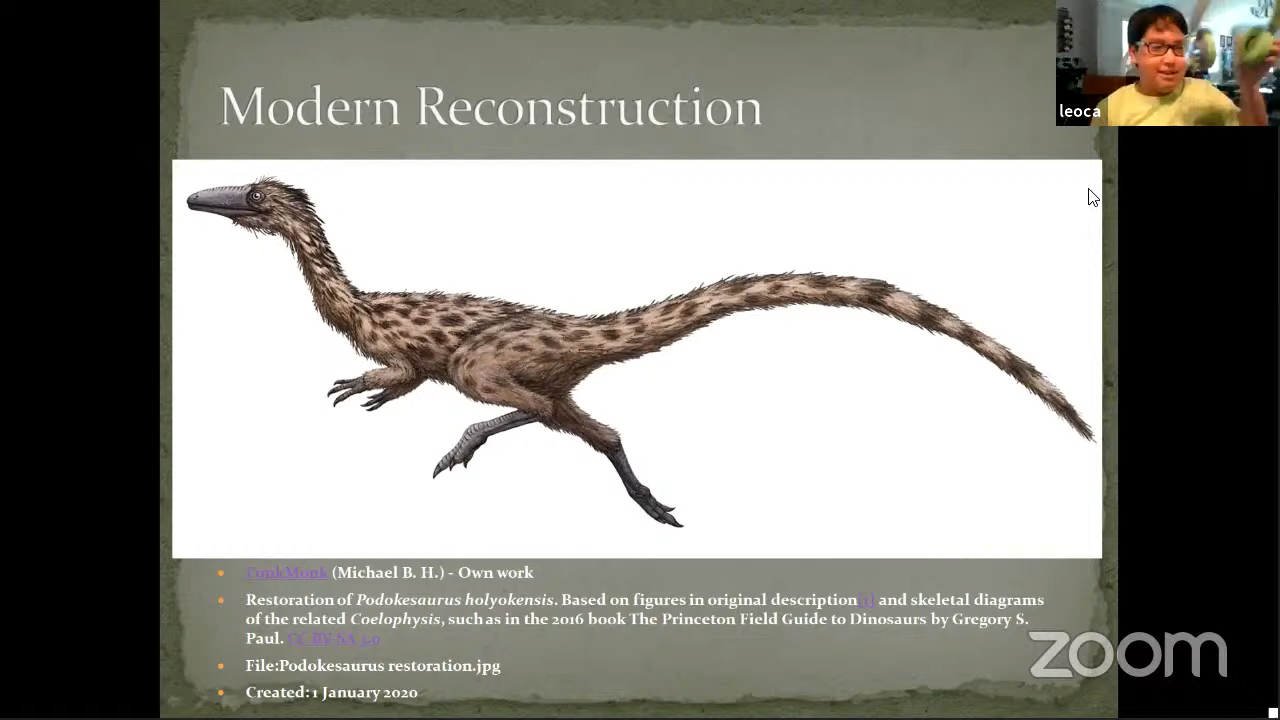 Modern Reconstruction
leoca
FunkMonk (Michael B. H.) - Own work
Restoration of Podokesaurus holyokensis. Based on figures in original description[1] and skeletal diagrams
of the related Coelophysis, such as in the 2016 book The Princeton Field Guide to Dinosaurs by Gregory S.
Paul. CC BY-SA 3.0
File:Podokesaurus restoration.jpg
Created: 1 January 2020
zoom